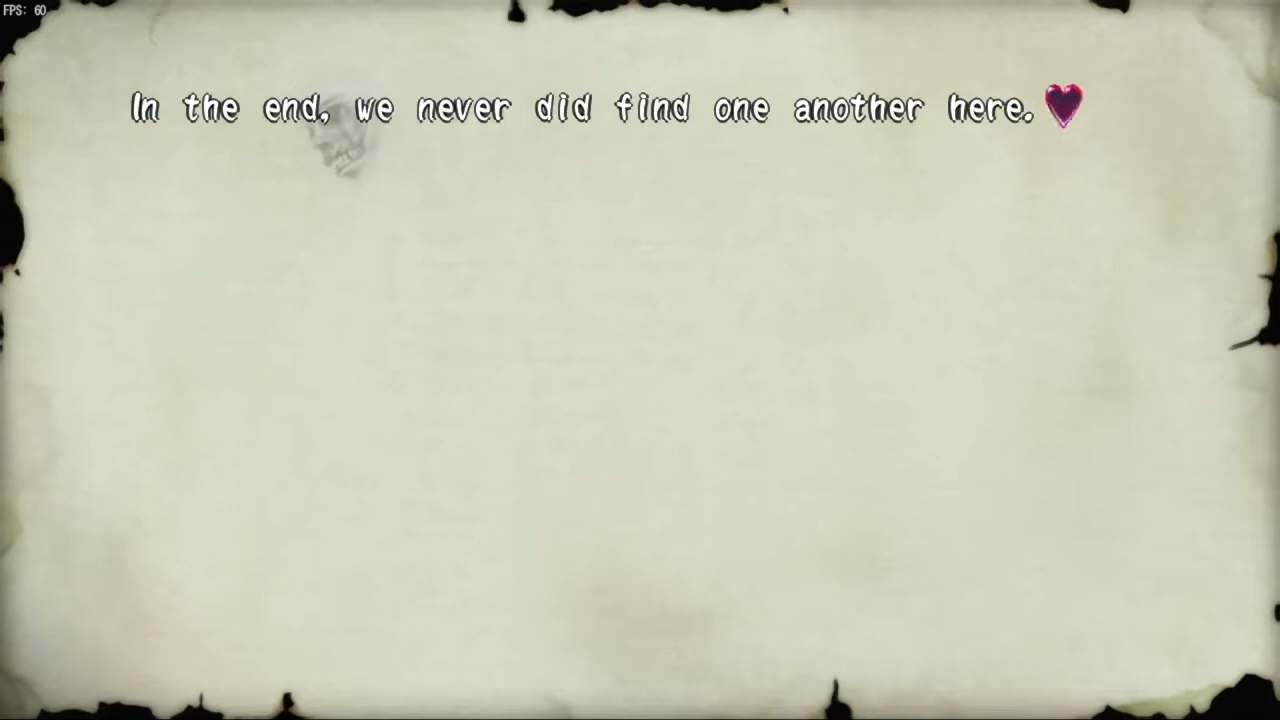 FPS: 60
In the end, we never did find one another here.